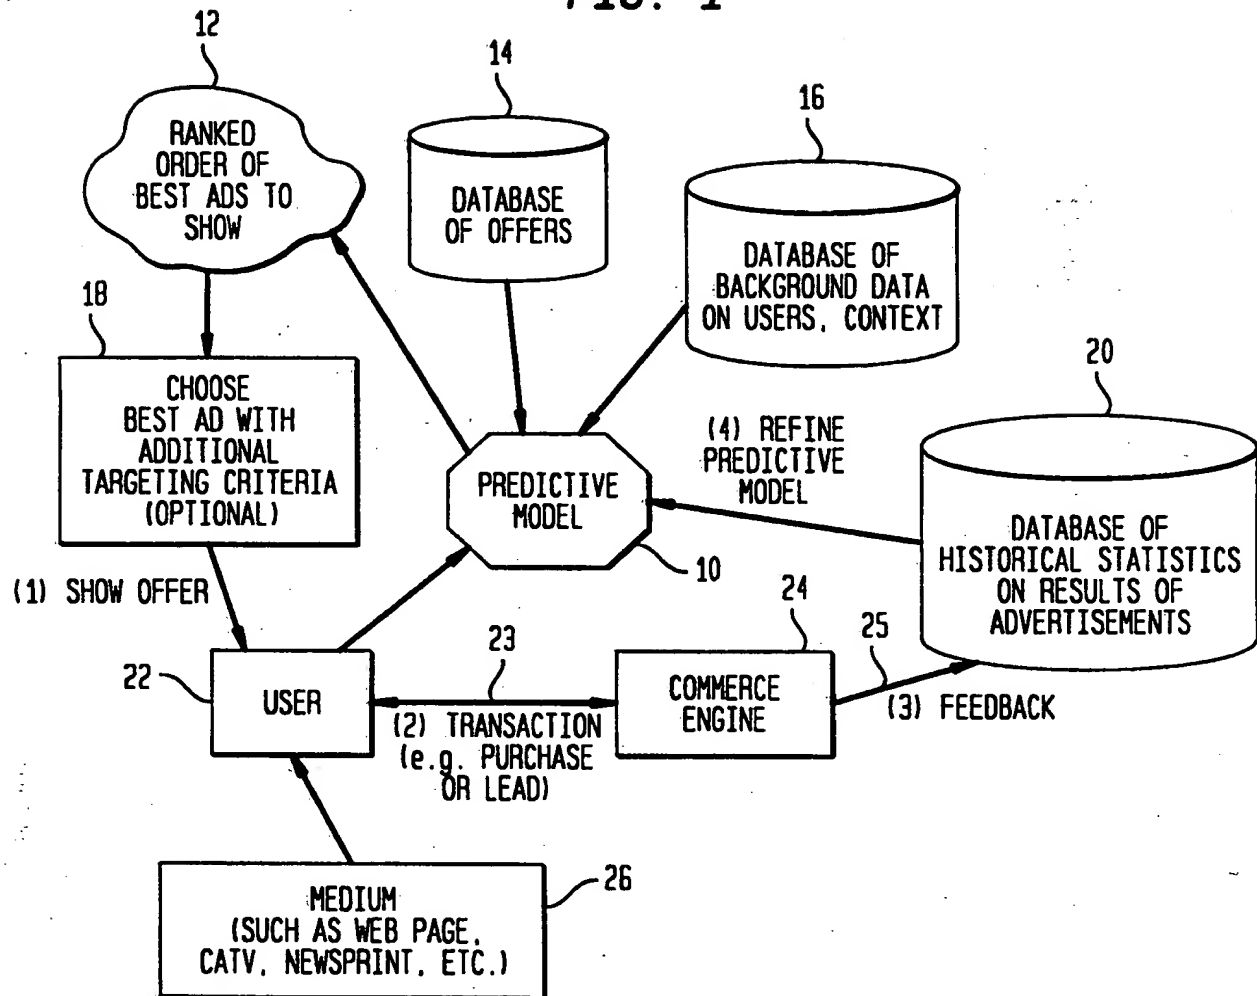 FIG. 1
12
RANKED
ORDER OF
BEST ADS TO
SHOW
14
DATABASE
OF OFFERS
16
DATABASE OF
BACKGROUND DATA
ON USERS, CONTEXT
18
CHOOSE
BEST AD WITH
ADDITIONAL
TARGETING CRITERIA
(OPTIONAL)
PREDICTIVE
MODEL
10
(4) REFINE
PREDICTIVE
MODEL
20
DATABASE OF
HISTORICAL STATISTICS
ON RESULTS OF
ADVERTISEMENTS
(1) SHOW OFFER
22
USER
23
(2) TRANSACTION
(e.g. PURCHASE
OR LEAD)
24
COMMERCE
ENGINE
25
(3) FEEDBACK
26
MEDIUM
(SUCH AS WEB PAGE,
CATV, NEWSPRINT, ETC.)